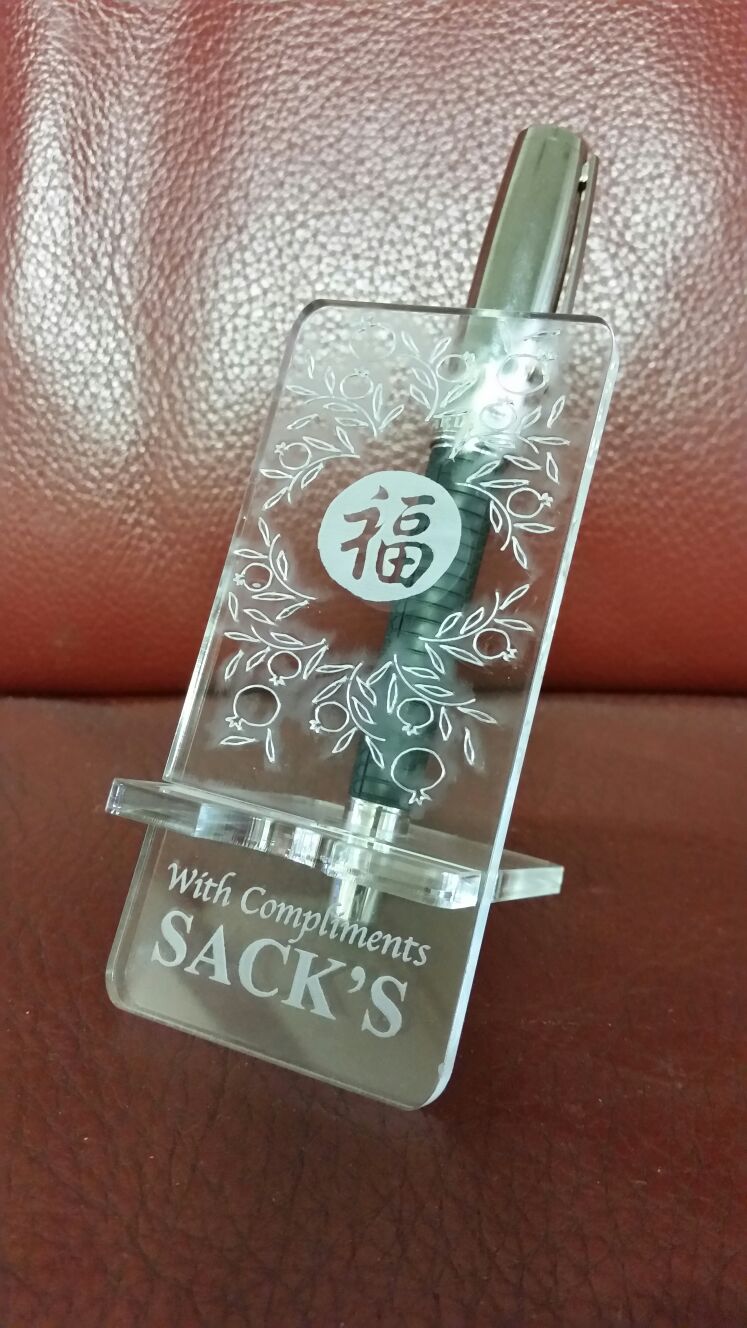 福
With Compliments
SACK'S